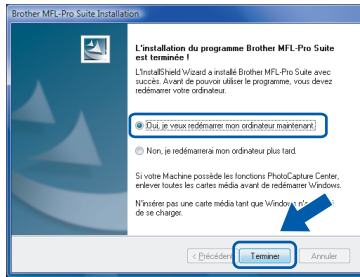 Brother MFL-Pro Suite Installation
L'installation du programme Brother MFL-Pro Suite
est terminée !
L'InstallShield Wizard a installé Brother MFL-Pro Suite avec
succès. Avant de pouvoir utiliser le programme, vous devez
redémarrer votre ordinateur.
Oui, je veux redémarrer mon ordinateur maintenant.
Non, je redémarrerai mon ordinateur plus tard.
Si votre Machine possède les fonctions PhotoCapture Center,
enlever toutes les cartes média avant de redémarrer Windows.
N'insérer pas une carte média tant que Windows
de se charger.
< Précédent Terminer Annuler